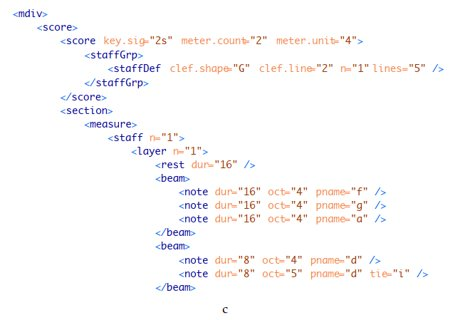 <mdiv>
<score>
<score key.sig="2s" meter.count="2" meter.unit="4">
<staffGrp>
<staffDef clef.shape="G" clef.line="2" n="1" lines="5" />
</staffGrp>
</score>
<section>
<measure>
<staff n="1">
<layer n="1">
<rest dur="16" />
<beam>
<note dur="16" oct="4" pname="f" />
<note dur="16" oct="4" pname="g" />
<note dur="16" oct="4" pname="a" />
</beam>
<beam>
<note dur="8" oct="4" pname="d" />
<note dur="8" oct="5" pname="d" tie="i" />
</beam>
c